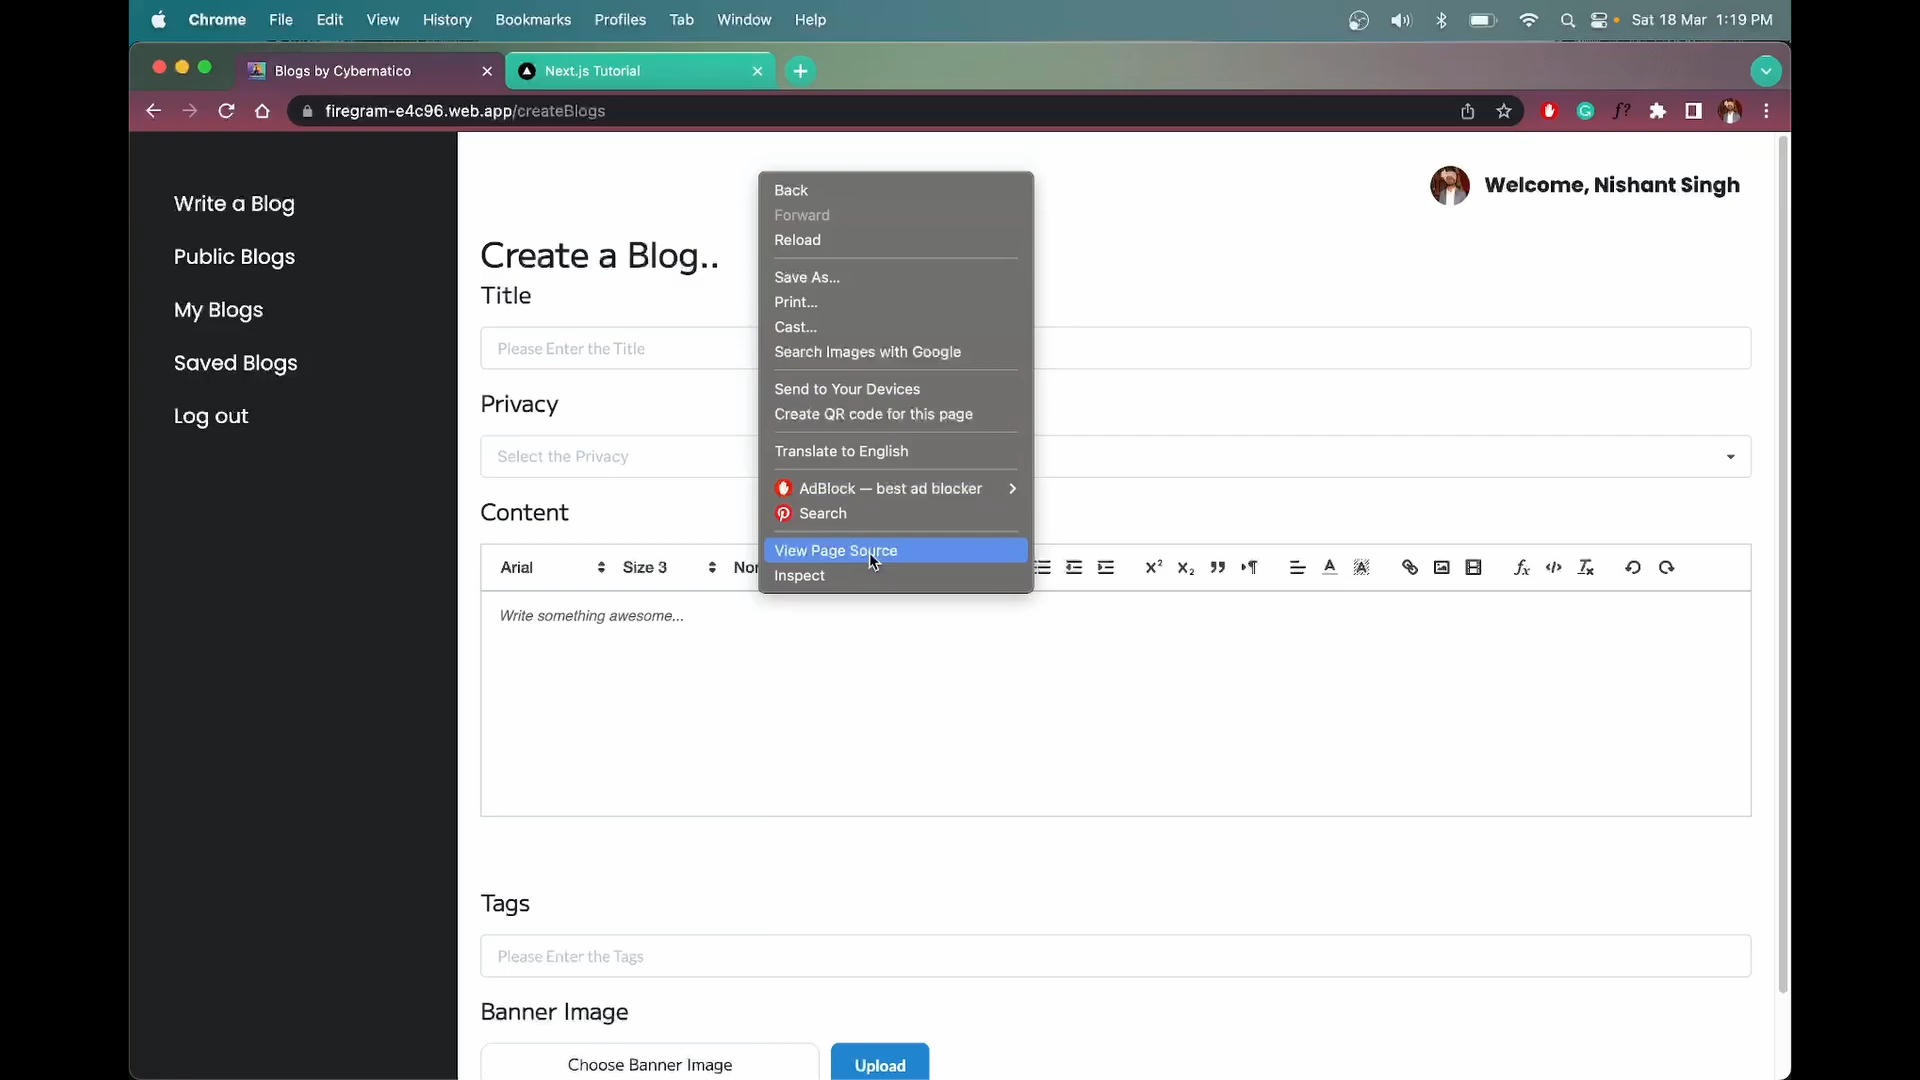 Chrome File Edit View History Bookmarks Profiles Tab Window Help Sat 18 Mar 1:19 PM
Blogs by Cybernatico Next.js Tutorial
firegram-e4c96.web.app/createBlogs
Write a Blog
Public Blogs
My Blogs
Saved Blogs
Log out
Welcome, Nishant Singh
Create a Blog..
Title
Please Enter the Title
Privacy
Select the Privacy
Content
Arial Size 3 Nor
Write something awesome...
Tags
Please Enter the Tags
Banner Image
Choose Banner Image Upload
Back
Forward
Reload
Save As...
Print...
Cast...
Search Images with Google
Send to Your Devices
Create QR code for this page
Translate to English
AdBlock — best ad blocker
Search
View Page Source
Inspect